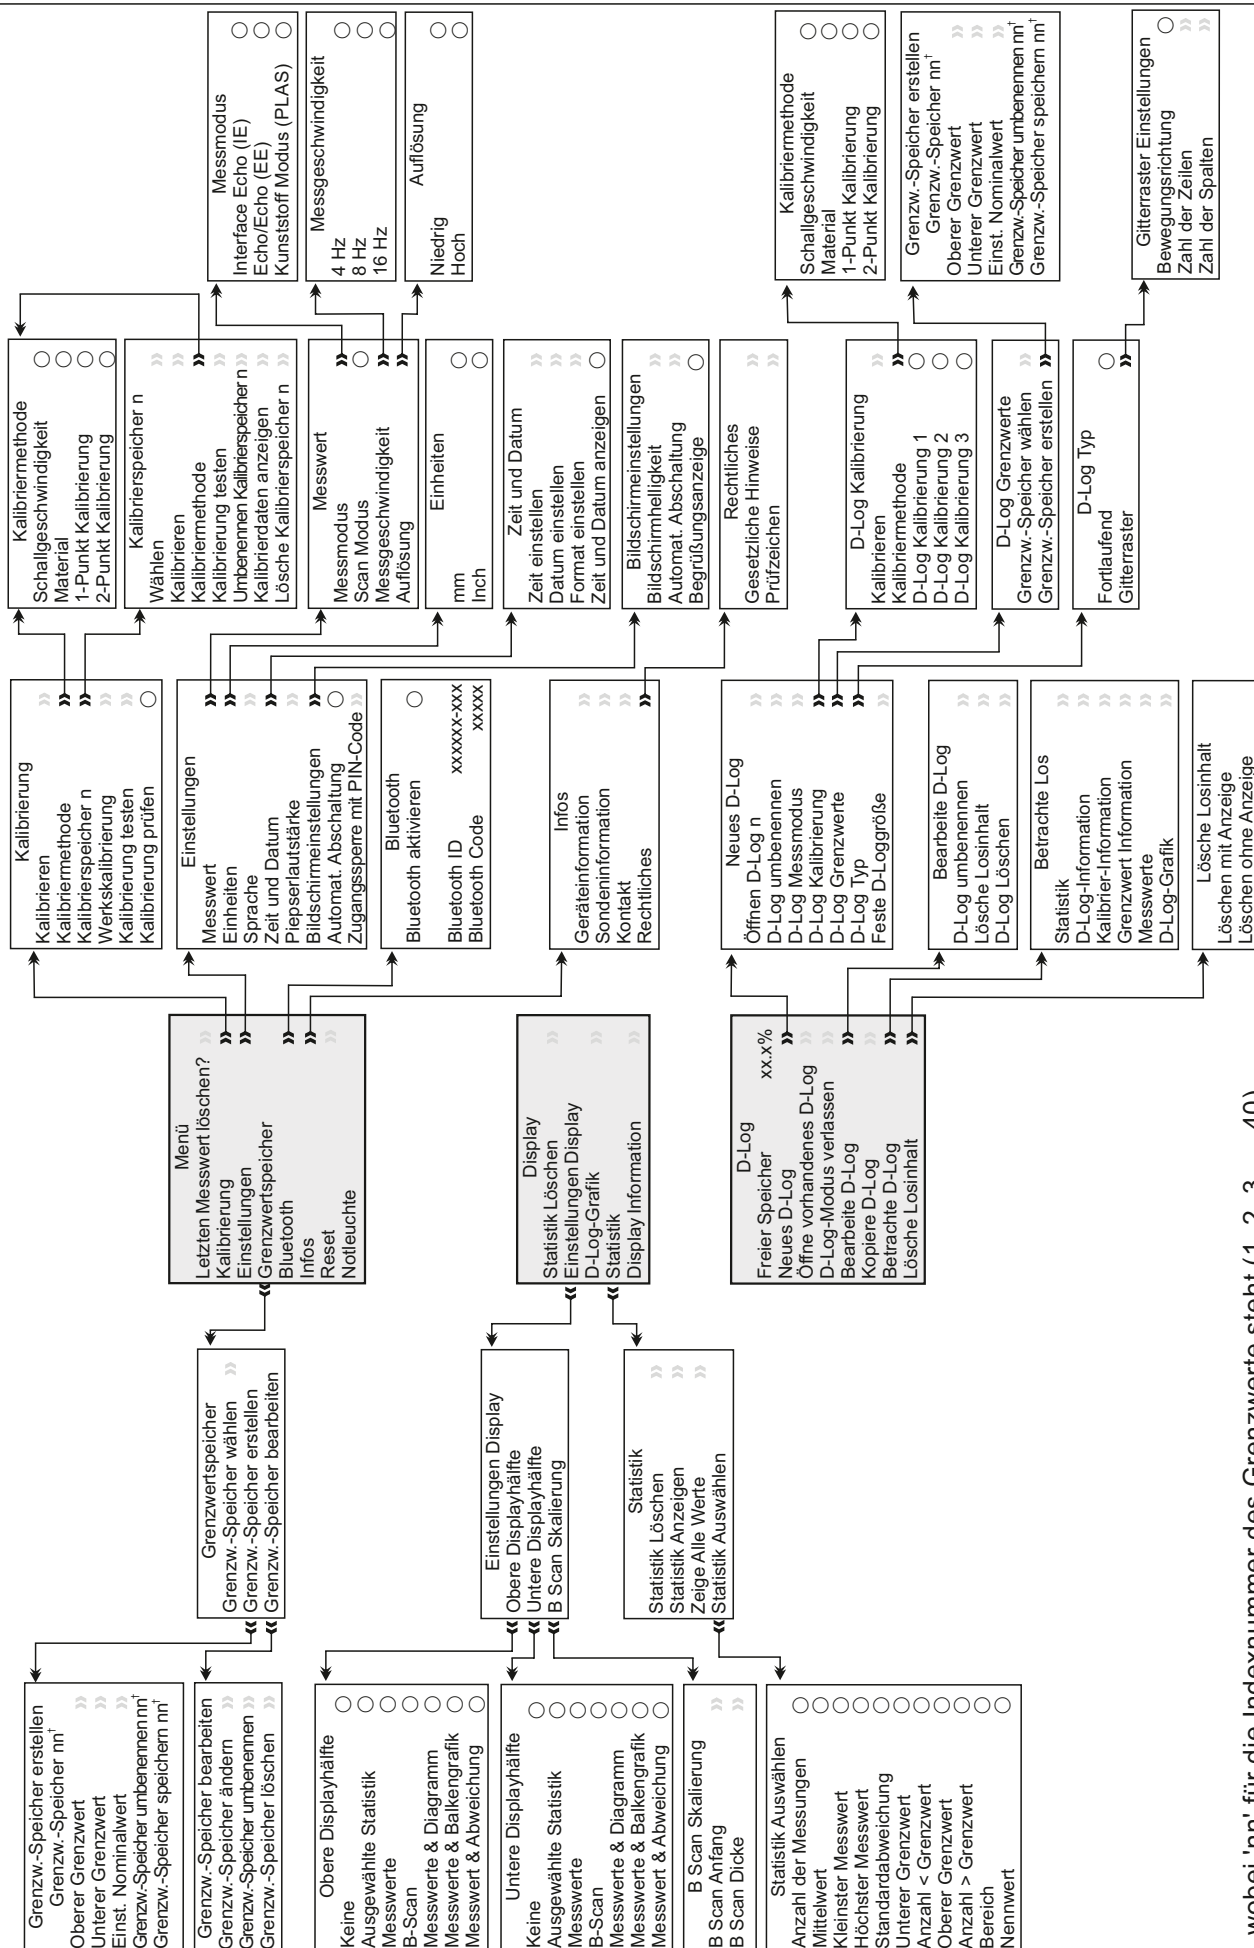 Grenzw.-Speicher erstellen
Grenzw.-Speicher nn†
Oberer Grenzwert »
Unterer Grenzwert »
Einst. Nominalwert »
Grenzw.-Speicher umbenennen nn†
Grenzw.-Speicher speichern nn†
Grenzw.-Speicher bearbeiten
Grenzw.-Speicher ändern »
Grenzw.-Speicher umbenennen »
Grenzw.-Speicher löschen »
Obere Displayhälfte
Keine ○
Ausgewählte Statistik ○
Messwerte ○
B-Scan ○
Messwerte & Diagramm ○
Messwerte & Balkengrafik ○
Messwert & Abweichung ○
Untere Displayhälfte
Keine ○
Ausgewählte Statistik ○
Messwerte ○
B-Scan ○
Messwerte & Diagramm ○
Messwerte & Balkengrafik ○
Messwert & Abweichung ○
B Scan Skalierung
B Scan Anfang »
B Scan Dicke »
Statistik Auswählen
Anzahl der Messungen ○
Mittelwert ○
Kleinster Messwert ○
Höchster Messwert ○
Standardabweichung ○
Unterer Grenzwert ○
Anzahl < Grenzwert ○
Oberer Grenzwert ○
Anzahl > Grenzwert ○
Bereich ○
Nennwert ○
Grenzwertspeicher
Grenzw.-Speicher wählen »
Grenzw.-Speicher erstellen
Grenzw.-Speicher bearbeiten
Einstellungen Display
Obere Displayhälfte
Untere Displayhälfte
B Scan Skalierung
Statistik
Statistik Löschen »
Statistik Anzeigen »
Zeige Alle Werte »
Statistik Auswählen
Menü
Letzten Messwert löschen? »
Kalibrierung »
Einstellungen »
Grenzwertspeicher
Bluetooth »
Infos »
Reset »
Notleuchte
Display
Statistik Löschen »
Einstellungen Display
D-Log-Grafik »
Statistik
Display Information »
D-Log
Freier Speicher xx.x%
Neues D-Log »
Öffne vorhandenes D-Log »
D-Log-Modus verlassen »
Bearbeite D-Log »
Kopiere D-Log »
Betrachte D-Log »
Lösche Losinhalt »
Kalibrierung
Kalibrieren »
Kalibriermethode »
Kalibrierspeicher n »
Werkskalibrierung »
Kalibrierung testen »
Kalibrierung prüfen ○
Einstellungen
Messwert »
Einheiten »
Sprache »
Zeit und Datum »
Piepserlautstärke »
Bildschirmeinstellungen »
Automat. Abschaltung ○
Zugangssperre mit PIN-Code »
Bluetooth
Bluetooth aktivieren ○
Bluetooth ID xxxxxx-xxx
Bluetooth Code xxxxx
Infos
Geräteinformation »
Sondeninformation »
Kontakt »
Rechtliches »
Neues D-Log
Öffnen D-Log n »
D-Log umbenennen »
D-Log Messmodus »
D-Log Kalibrierung »
D-Log Grenzwerte »
D-Log Typ »
Feste D-Loggröße »
Bearbeite D-Log
D-Log umbenennen »
Lösche Losinhalt »
D-Log Löschen »
Betrachte Los
Statistik »
D-Log-Information »
Kalibrier-Information »
Grenzwert Information »
Messwerte »
D-Log-Grafik »
Lösche Losinhalt
Löschen mit Anzeige
Löschen ohne Anzeige
Kalibriermethode
Schallgeschwindigkeit ○
Material ○
1-Punkt Kalibrierung ○
2-Punkt Kalibrierung ○
Kalibrierspeicher n
Wählen »
Kalibrieren »
Kalibriermethode »
Kalibrierung testen »
Umbenennen Kalibrierspeicher n »
Kalibrierdaten anzeigen »
Lösche Kalibrierspeicher n »
Messwert
Messmodus »
Scan Modus ○
Messgeschwindigkeit »
Auflösung »
Einheiten
mm ○
Inch ○
Zeit und Datum
Zeit einstellen »
Datum einstellen »
Format einstellen »
Zeit und Datum anzeigen ○
Bildschirmeinstellungen
Bildschirmhelligkeit »
Automat. Abschaltung »
Begrüßungsanzeige ○
Rechtliches
Gesetzliche Hinweise »
Prüfzeichen »
D-Log Kalibrierung
Kalibrieren »
Kalibriermethode »
D-Log Kalibrierung 1 ○
D-Log Kalibrierung 2 ○
D-Log Kalibrierung 3 ○
D-Log Grenzwerte
Grenzw.-Speicher wählen »
Grenzw.-Speicher erstellen »
D-Log Typ
Fortlaufend ○
Gitterraster »
Messmodus
Interface Echo (IE) ○
Echo/Echo (EE) ○
Kunststoff Modus (PLAS) ○
Messgeschwindigkeit
4 Hz ○
8 Hz ○
16 Hz ○
Auflösung
Niedrig ○
Hoch ○
Kalibriermethode
Schallgeschwindigkeit ○
Material ○
1-Punkt Kalibrierung ○
2-Punkt Kalibrierung ○
Grenzw.-Speicher erstellen
Grenzw.-Speicher nn†
Oberer Grenzwert »
Unterer Grenzwert »
Einst. Nominalwert »
Grenzw.-Speicher umbenennen nn†
Grenzw.-Speicher speichern nn†
Gitterraster Einstellungen
Bewegungsrichtung ○
Zahl der Zeilen »
Zahl der Spalten »
wobei 'nn' für die Indexnummer des Grenzwerte steht (1, 2, 3, ... 40)